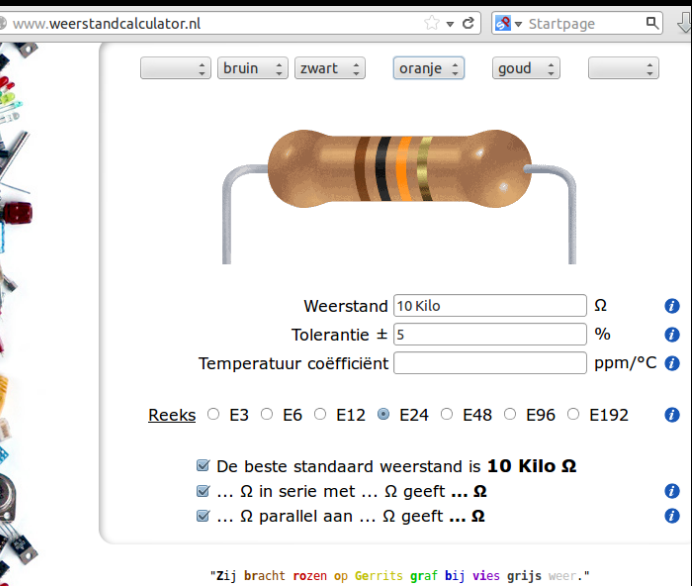 www.weerstandcalculator.nl Startpage
bruin zwart oranje goud
Weerstand 10 Kilo Ω
Tolerantie ± 5 %
Temperatuur coëfficiënt ppm/°C
Reeks E3 E6 E12 E24 E48 E96 E192
De beste standaard weerstand is 10 Kilo Ω
... Ω in serie met ... Ω geeft ... Ω
... Ω parallel aan ... Ω geeft ... Ω
"Zij bracht rozen op Gerrits graf bij vies grijs weer."